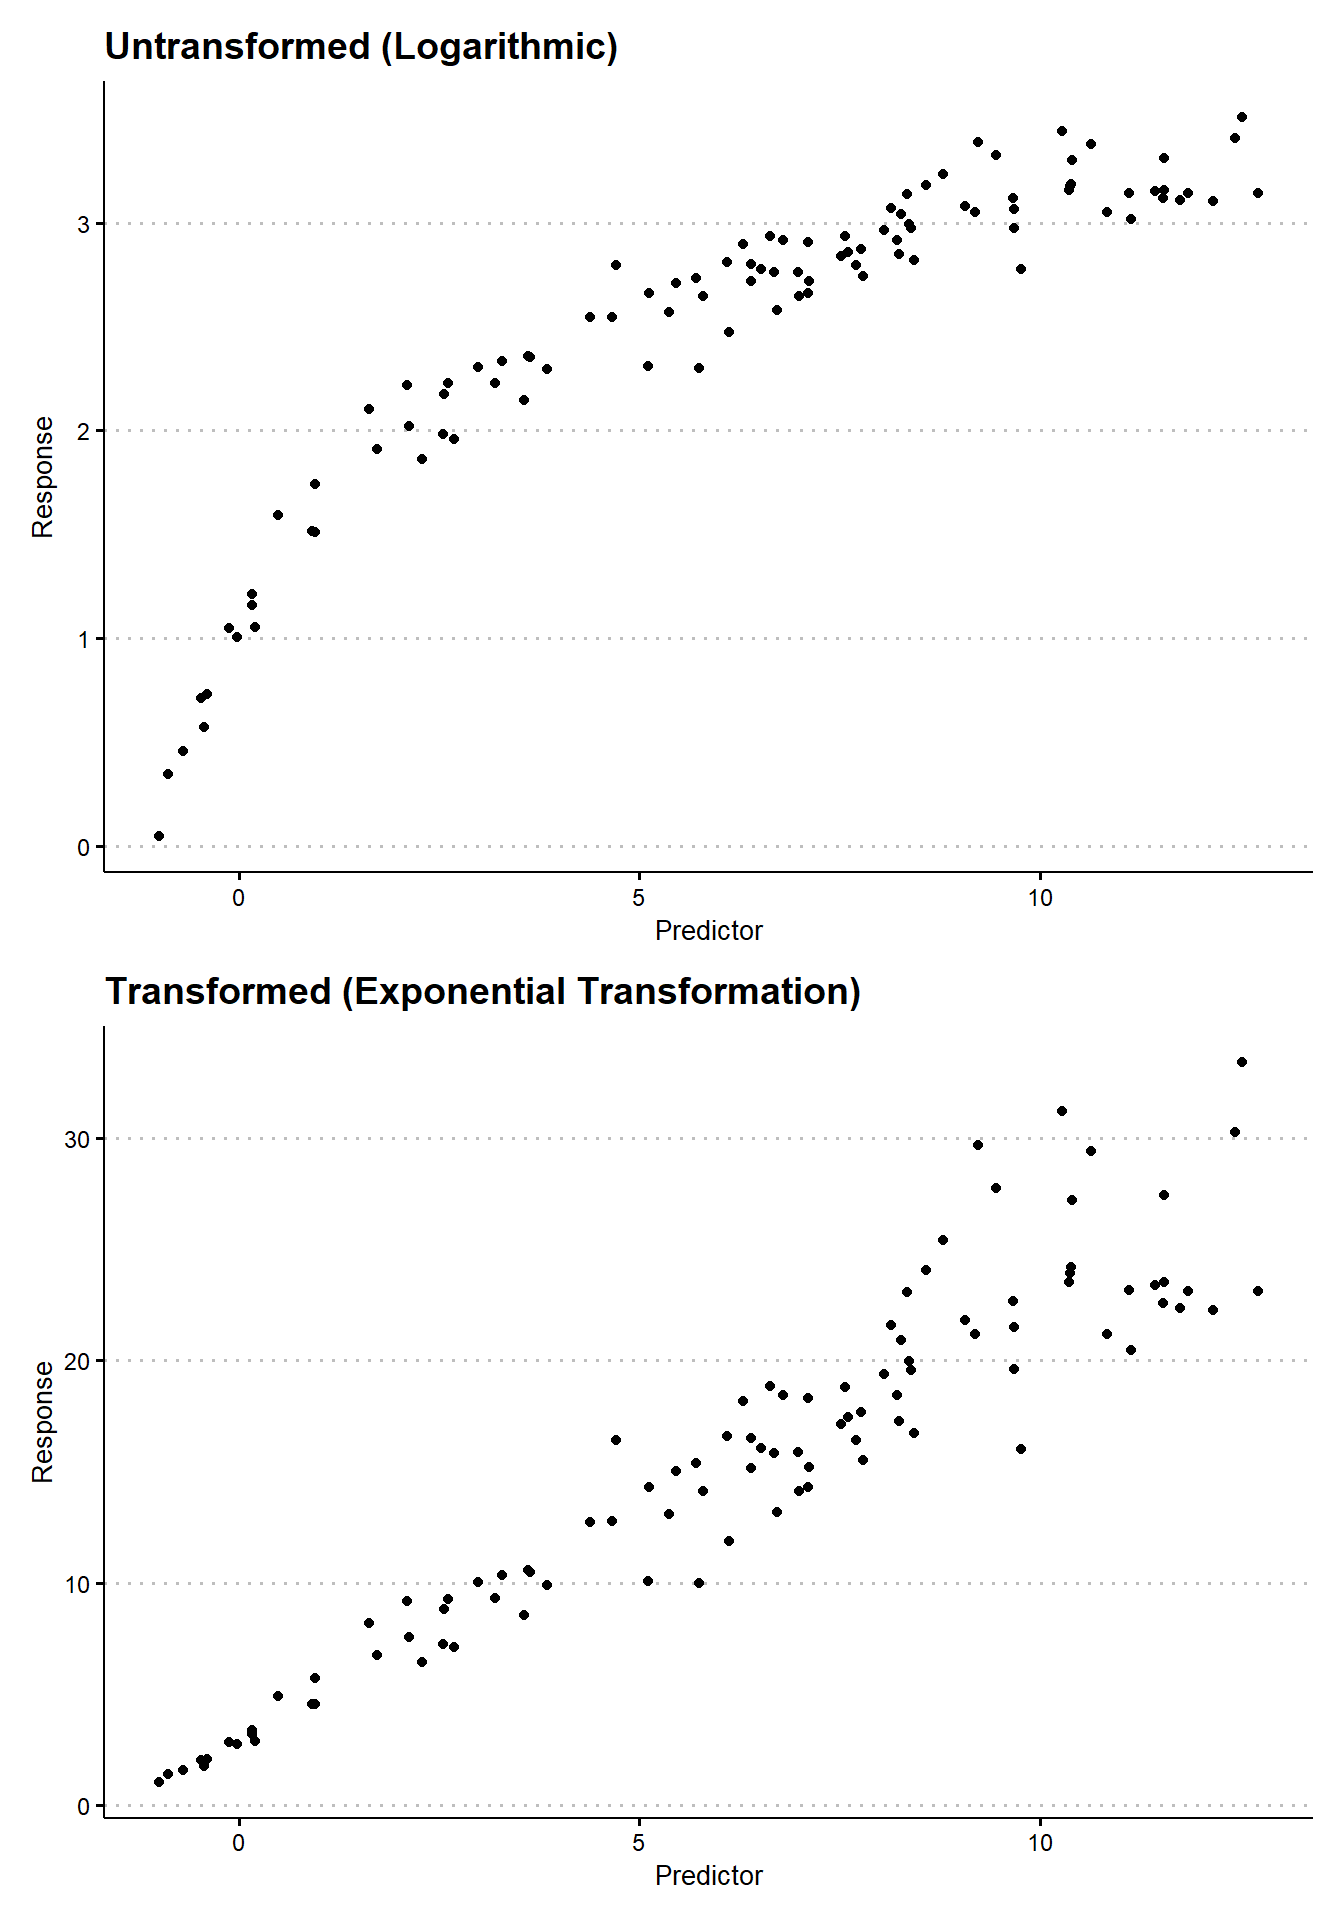 Untransformed (Logarithmic)
3
2
1
0
Response
0 5 10
Predictor
Transformed (Exponential Transformation)
30
20
10
0
Response
0 5 10
Predictor